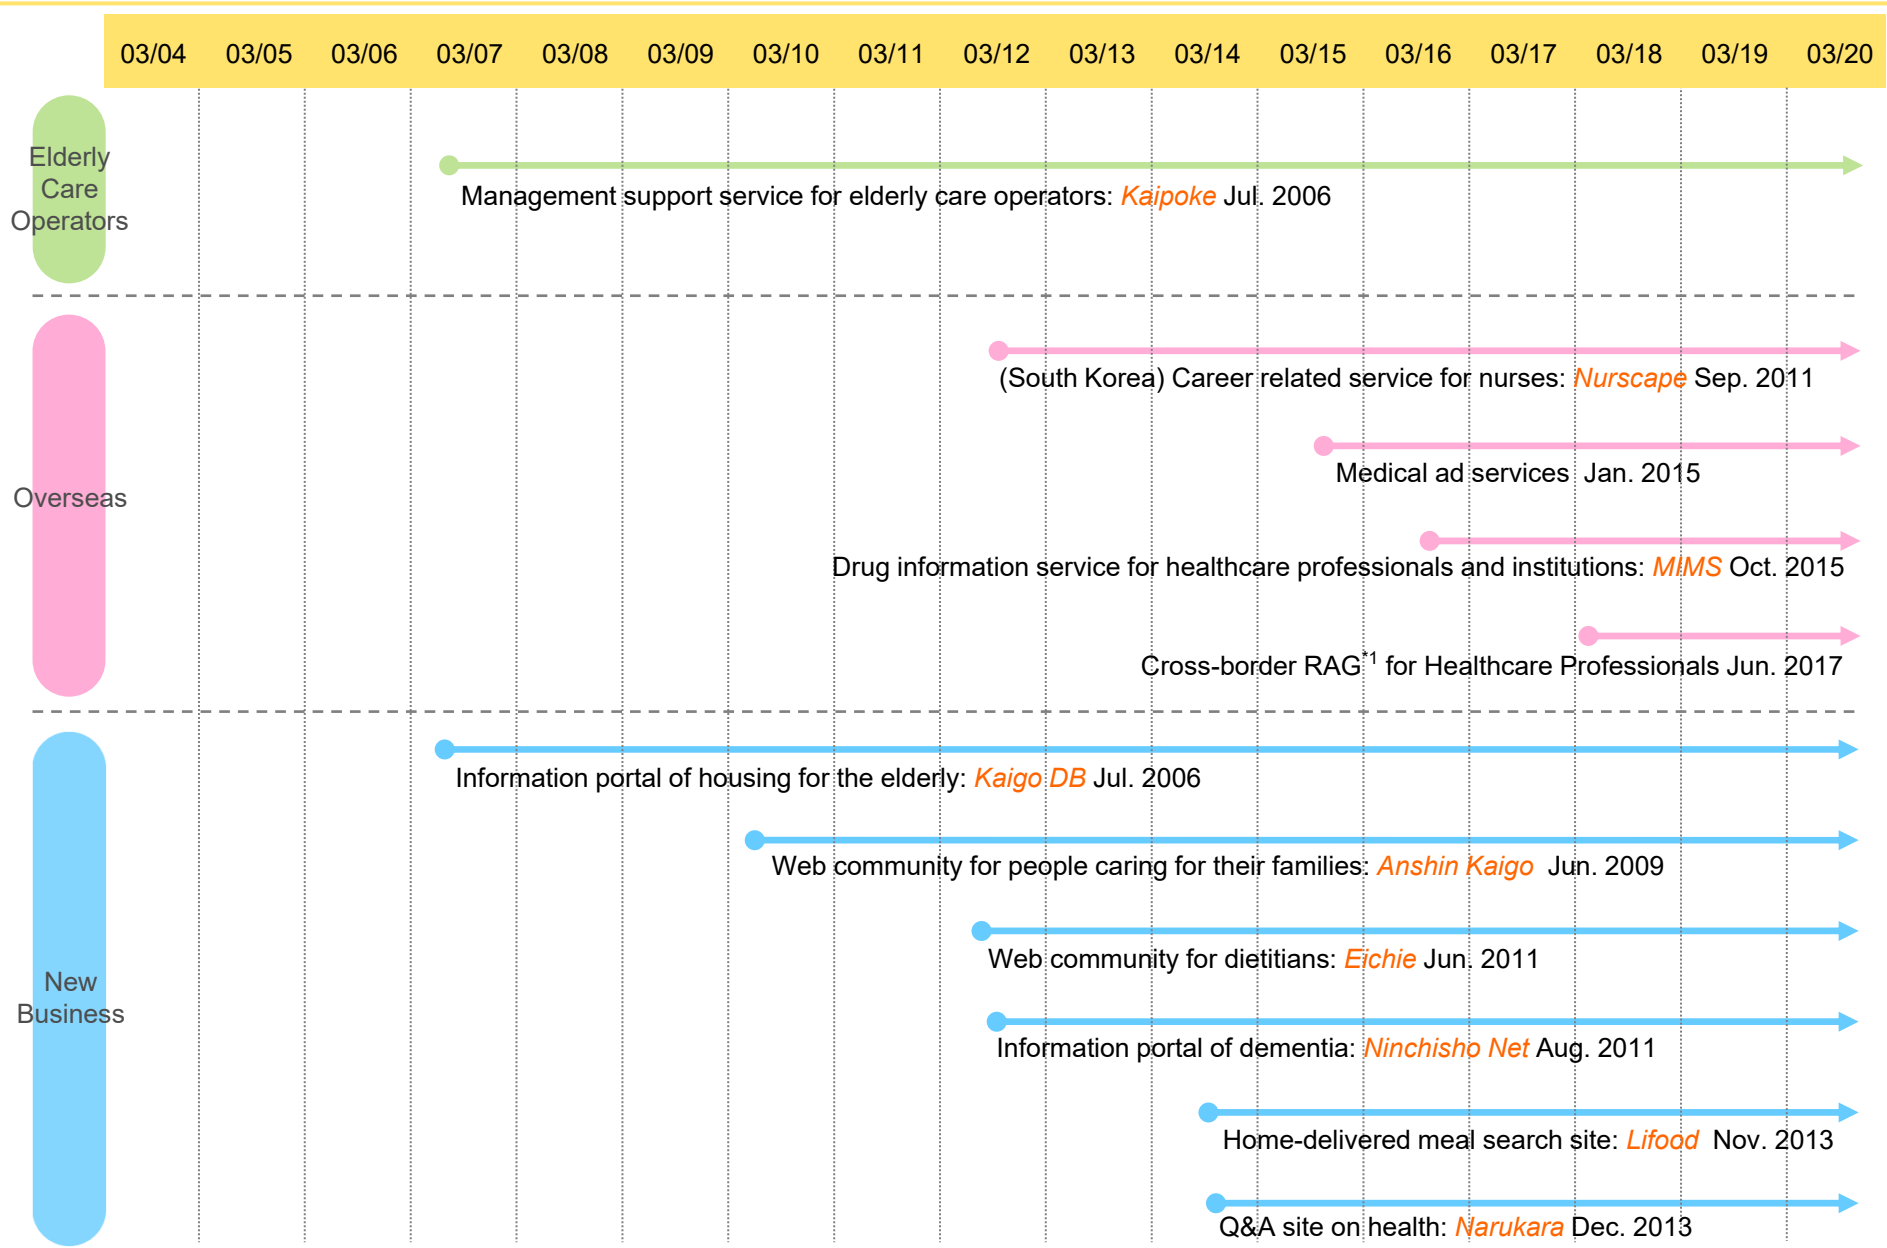 03/04 03/05 03/06 03/07 03/08 03/09 03/10 03/11 03/12 03/13 03/14 03/15 03/16 03/17 03/18 03/19 03/20
Elderly
Care
Operators
Management support service for elderly care operators: Kaipoke Jul. 2006
Overseas
(South Korea) Career related service for nurses: Nurscape Sep. 2011
Medical ad services Jan. 2015
Drug information service for healthcare professionals and institutions: MIMS Oct. 2015
Cross-border RAG*1 for Healthcare Professionals Jun. 2017
New
Business
Information portal of housing for the elderly: Kaigo DB Jul. 2006
Web community for people caring for their families: Anshin Kaigo Jun. 2009
Web community for dietitians: Eichie Jun. 2011
Information portal of dementia: Ninchisho Net Aug. 2011
Home-delivered meal search site: Lifood Nov. 2013
Q&A site on health: Narukara Dec. 2013